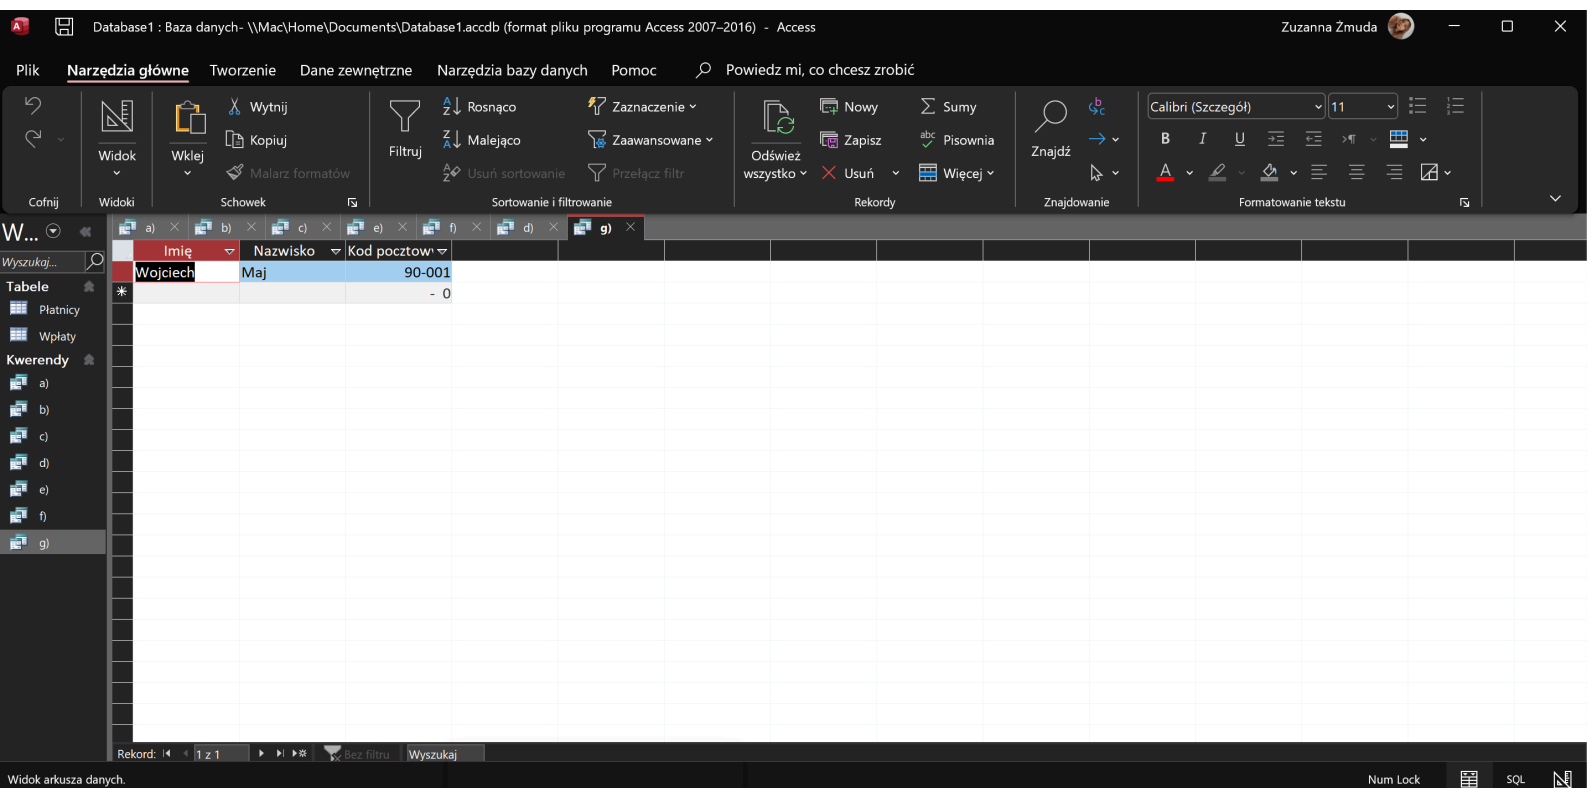 Database1 : Baza danych- \\Mac\Home\Documents\Database1.accdb (format pliku programu Access 2007–2016) - Access
Zuzanna Żmuda
Plik Narzędzia główne Tworzenie Dane zewnętrzne Narzędzia bazy danych Pomoc Powiedz mi, co chcesz zrobić
Cofnij
Widok
Widoki
Wklej
Wytnij
Kopiuj
Malarz formatów
Schowek
Filtruj
Rosnąco
Malejąco
Usuń sortowanie
Zaznaczenie
Zaawansowane
Przełącz filtr
Sortowanie i filtrowanie
Odśwież
wszystko
Nowy
Zapisz
Usuń
Sumy
Pisownia
Więcej
Rekordy
Znajdź
Znajdowanie
Calibri (Szczegół) 11
B I U
A
Formatowanie tekstu
W...
Wyszukaj...
Tabele
Płatnicy
Wpłaty
Kwerendy
a)
b)
c)
d)
e)
f)
g)
a) b) c) e) f) d) g)
Imię Nazwisko Kod pocztow
Wojciech Maj 90-001
- 0
Rekord: 1 z 1 Bez filtru Wyszukaj
Widok arkusza danych.
Num Lock SQL